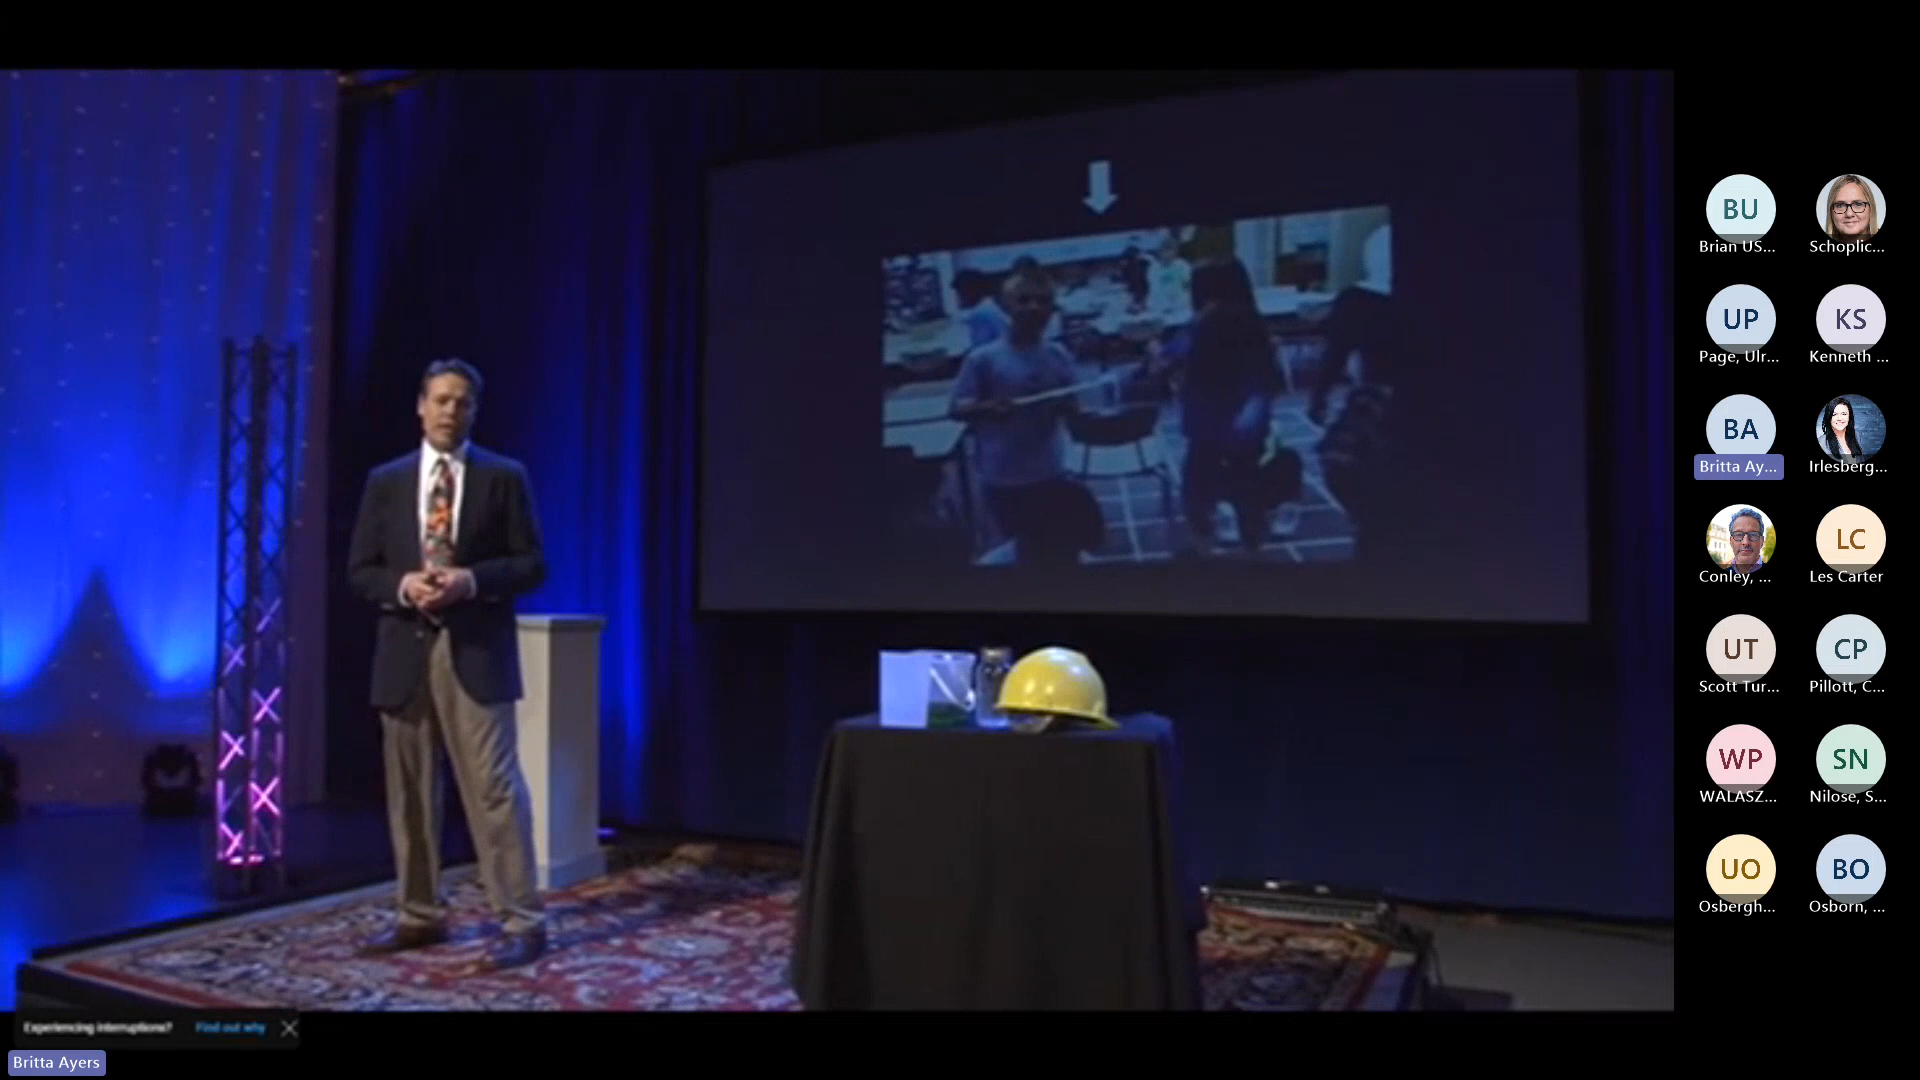 BU
Brian US...
Schoplic...
UP
Page, Ulr...
KS
Kenneth ...
BA
Britta Ay...
Irlesberg...
Conley, ...
LC
Les Carter
UT
Scott Tur...
CP
Pillott, C...
WP
WALASZ...
SN
Nilose, S...
UO
Osbergh...
BO
Osborn, ...
Experiencing interruptions? Find out why
Britta Ayers